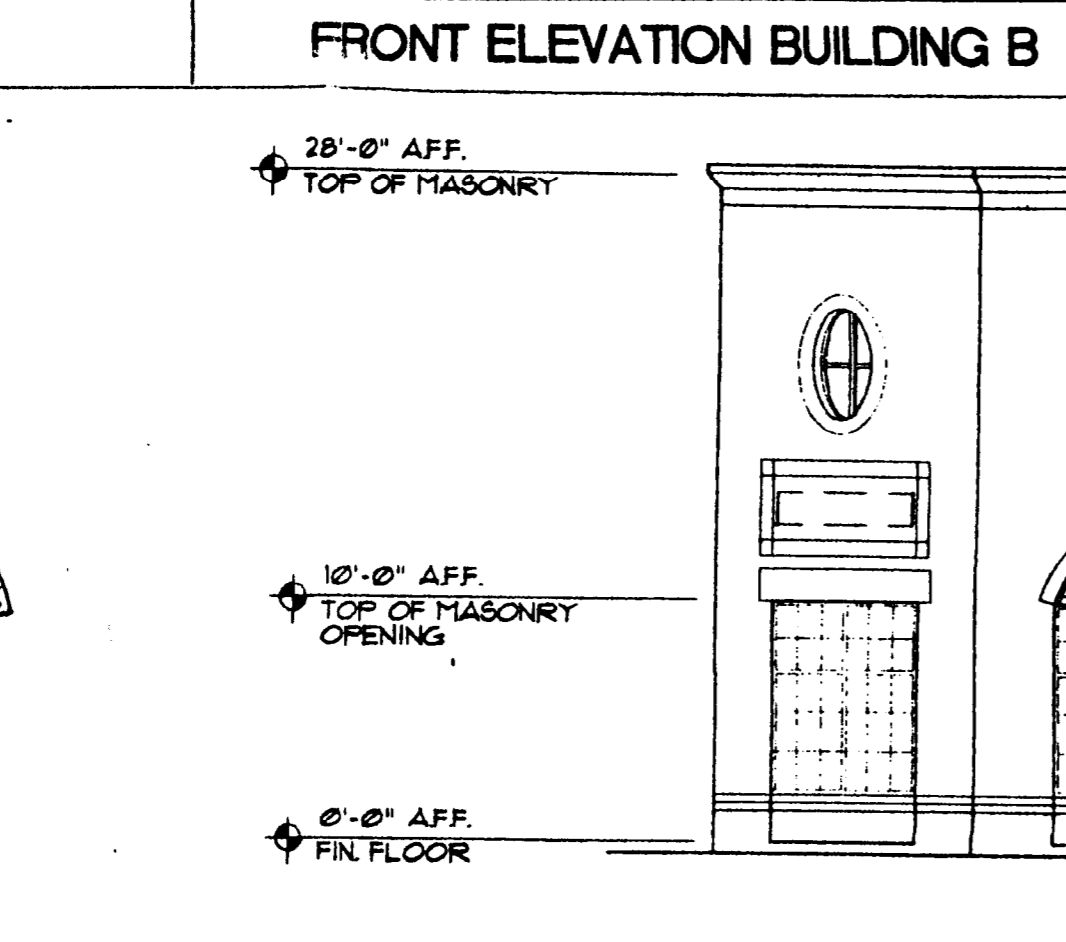 FRONT ELEVATION BUILDING B
28'-0" A.F.F.
TOP OF MASONRY
10'-0" A.F.F.
TOP OF MASONRY
OPENING
0'-0" A.F.F.
FIN. FLOOR